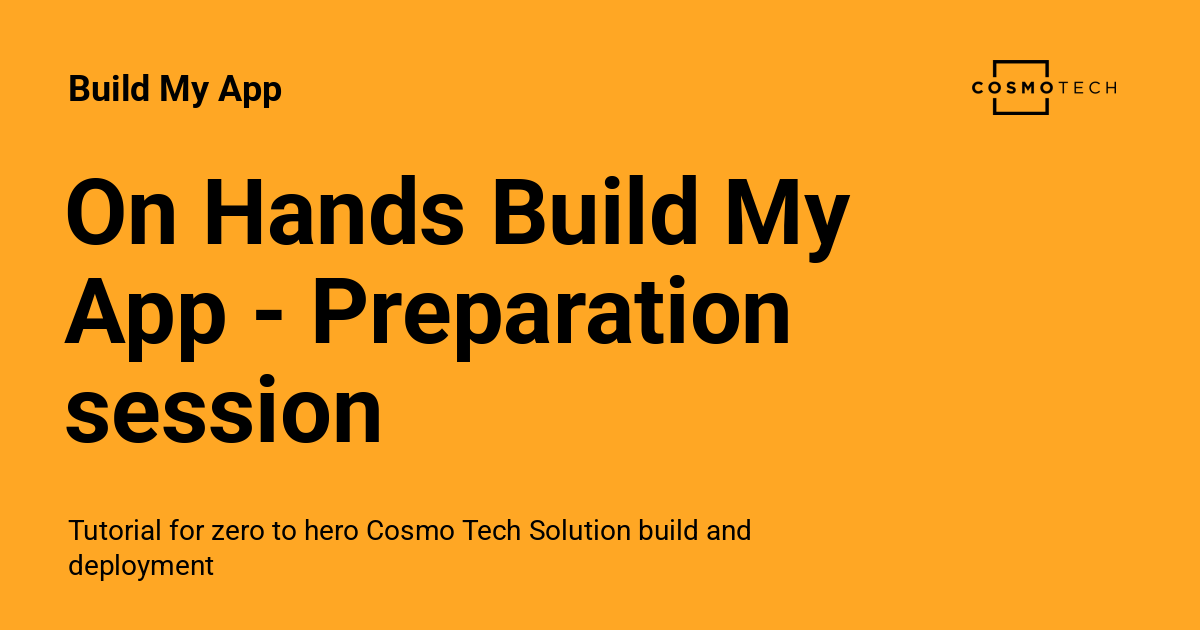 Build My App
COSMOTECH
On Hands Build My
App - Preparation
session
Tutorial for zero to hero Cosmo Tech Solution build and
deployment